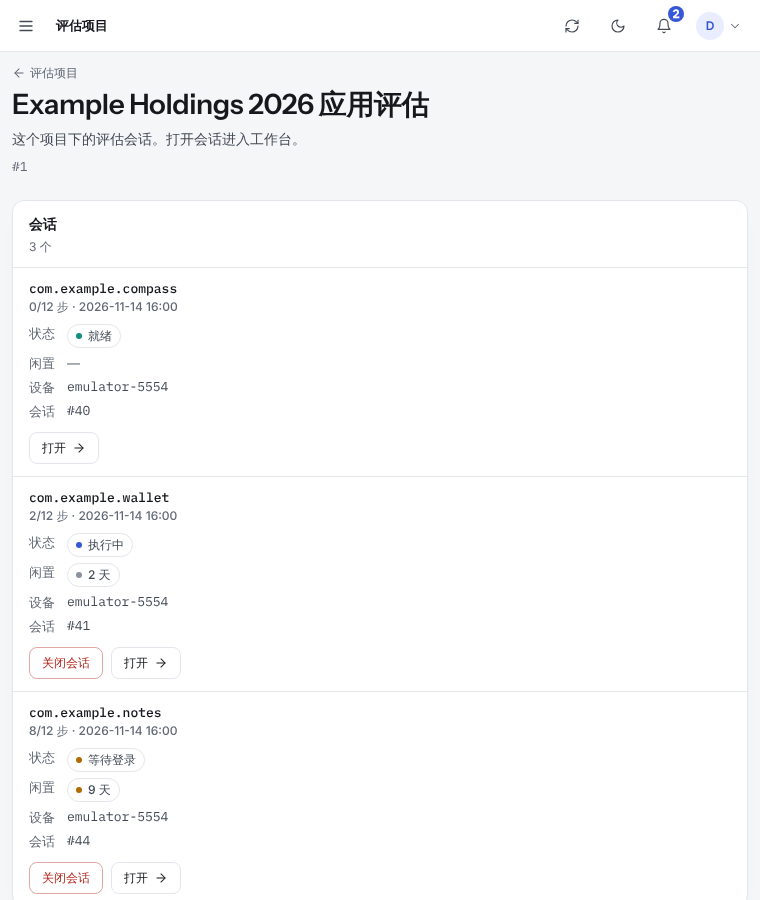 评估项目
2
D
评估项目
Example Holdings 2026 应用评估
这个项目下的评估会话。打开会话进入工作台。
#1
会话
3 个
com.example.compass
0/12 步 · 2026-11-14 16:00
状态 就绪
闲置 —
设备 emulator-5554
会话 #40
打开
com.example.wallet
2/12 步 · 2026-11-14 16:00
状态 执行中
闲置 2 天
设备 emulator-5554
会话 #41
关闭会话 打开
com.example.notes
8/12 步 · 2026-11-14 16:00
状态 等待登录
闲置 9 天
设备 emulator-5554
会话 #44
关闭会话 打开